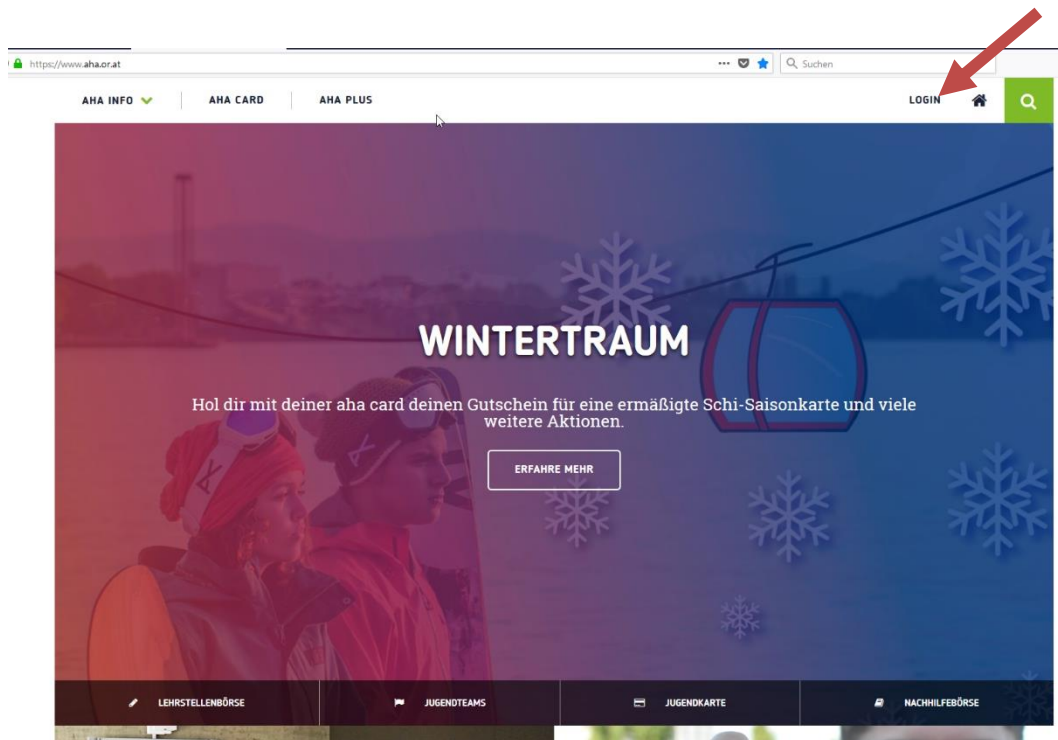 https://www.aha.or.at
Suchen
AHA INFO
AHA CARD
AHA PLUS
LOGIN
WINTERTRAUM
Hol dir mit deiner aha card deinen Gutschein für eine ermäßigte Schi-Saisonkarte und viele
weitere Aktionen.
ERFAHRE MEHR
LEHRSTELLENBÖRSE
JUGENDTEAMS
JUGENDKARTE
NACHHILFEBÖRSE